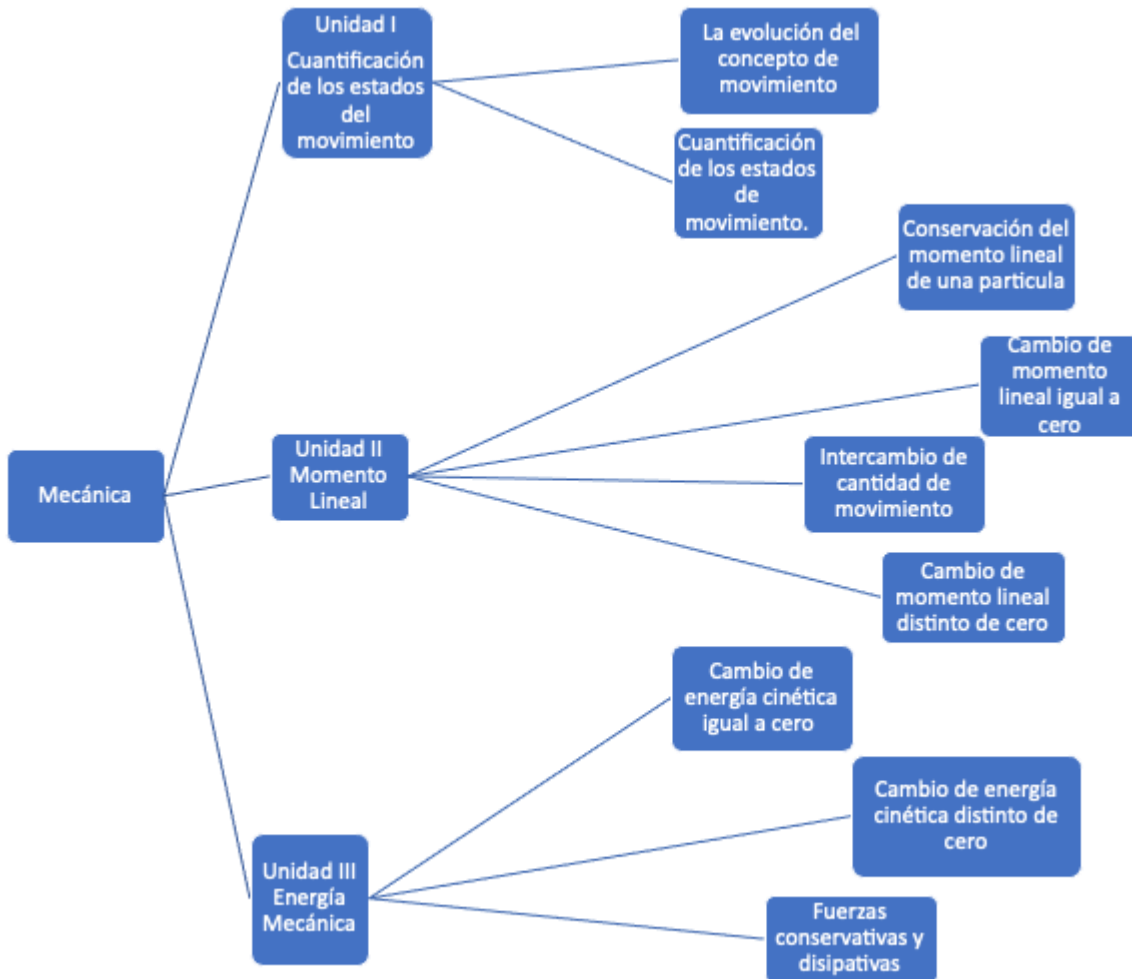 Unidad I
Cuantificación
de los estados
del
movimiento
La evolución del
concepto de
movimiento
Cuantificación
de los estados
de
movimiento.
Mecánica
Unidad II
Momento
Lineal
Conservación del
momento lineal
de una particula
Cambio de
momento
lineal igual a
cero
Intercambio de
cantidad de
movimiento
Cambio de
momento lineal
distinto de cero
Unidad III
Energía
Mecánica
Cambio de
energía cinética
igual a cero
Cambio de energía
cinética distinto de
cero
Fuerzas
conservativas y
disipativas